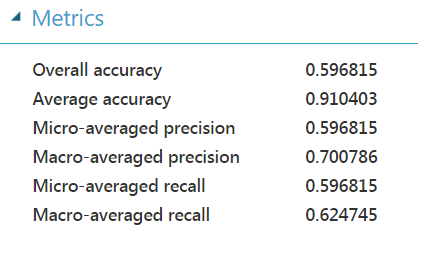 Metrics
Overall accuracy 0.596815
Average accuracy 0.910403
Micro-averaged precision 0.596815
Macro-averaged precision 0.700786
Micro-averaged recall 0.596815
Macro-averaged recall 0.624745